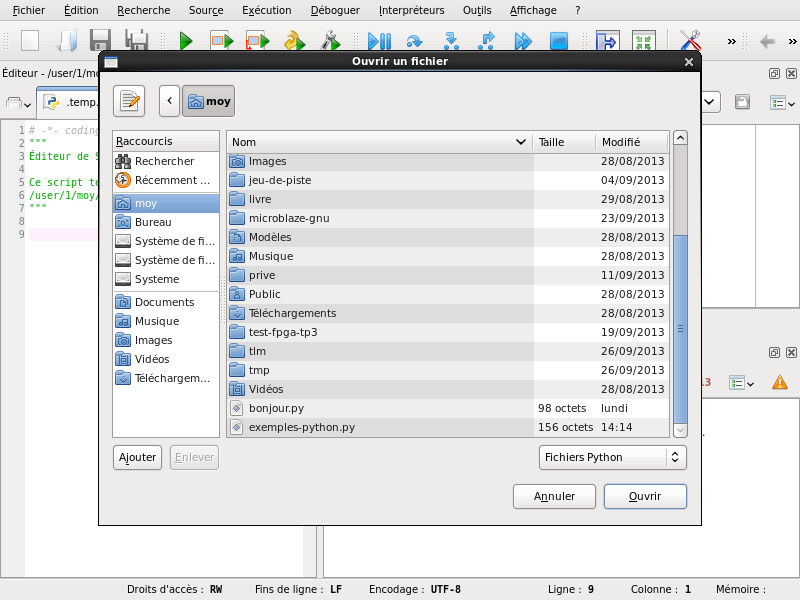 Fichier Édition Recherche Source Exécution Déboguer Interpréteurs Outils Affichage ?
» »
Ouvrir un fichier
Éditeur - /user/1/mo
.temp.
moy
1 # -*- coding
2 """
3 Éditeur de S
4
5 Ce script te
6 /user/1/moy/
7 """
8
9
Raccourcis
Rechercher
Récemment ...
moy
Bureau
Système de fi...
Système de fi...
Systeme
Documents
Musique
Images
Vidéos
Téléchargem...
Nom Taille Modifié
Images 28/08/2013
jeu-de-piste 04/09/2013
livre 29/08/2013
microblaze-gnu 23/09/2013
Modèles 28/08/2013
Musique 28/08/2013
prive 11/09/2013
Public 28/08/2013
Téléchargements 28/08/2013
test-fpga-tp3 19/09/2013
tlm 26/09/2013
tmp 26/09/2013
Vidéos 28/08/2013
bonjour.py 98 octets lundi
exemples-python.py 156 octets 14:14
13
Ajouter Enlever Fichiers Python
Annuler Ouvrir
Droits d'accès : RW Fins de ligne : LF Encodage : UTF-8 Ligne : 9 Colonne : 1 Mémoire :